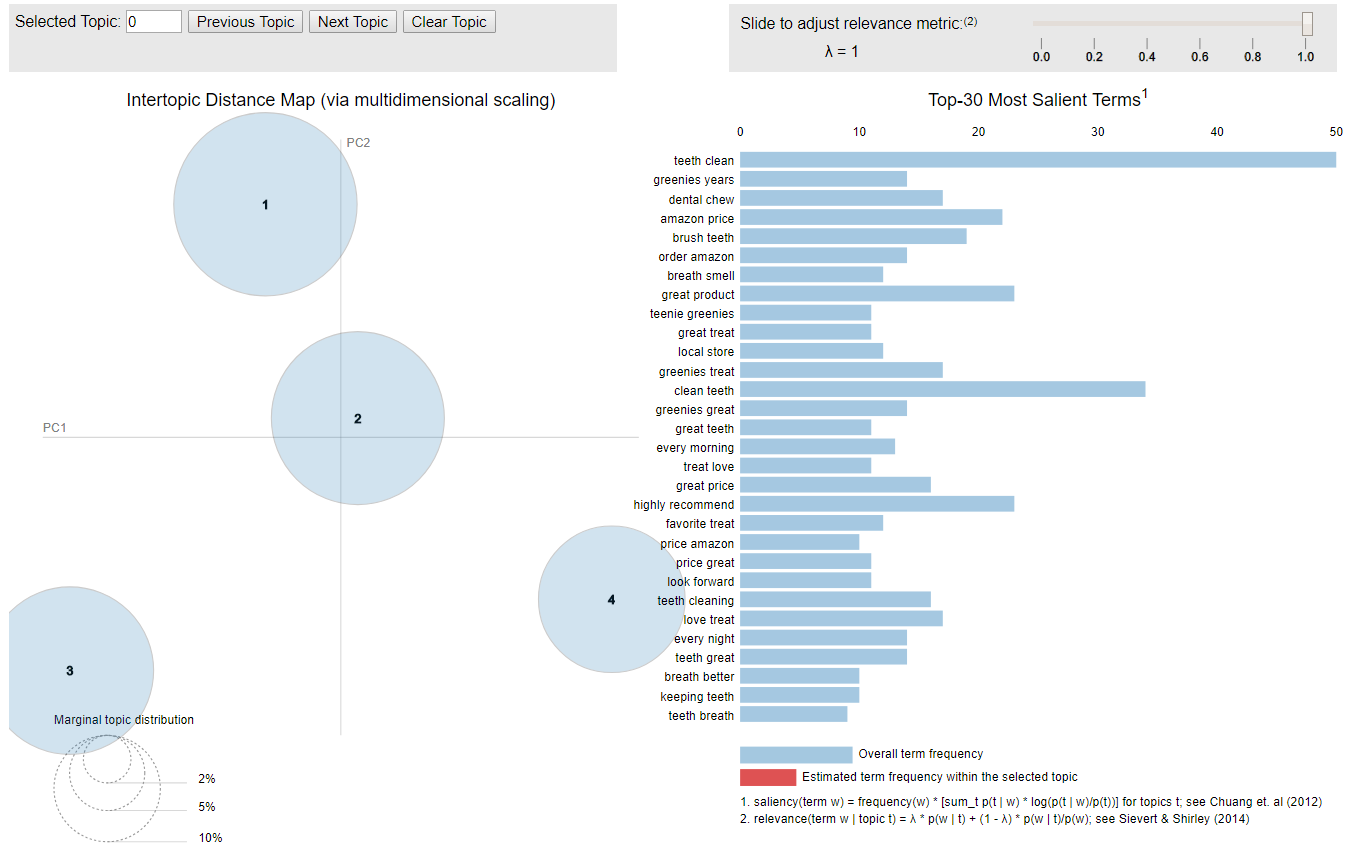 Selected Topic: 0 Previous Topic Next Topic Clear Topic
Slide to adjust relevance metric:(2)
λ = 1
0.0 0.2 0.4 0.6 0.8 1.0
Intertopic Distance Map (via multidimensional scaling)
PC2
PC1
1
2
3
4
Marginal topic distribution
2%
5%
10%
Top-30 Most Salient Terms1
0 10 20 30 40 50
teeth clean
greenies years
dental chew
amazon price
brush teeth
order amazon
breath smell
great product
teenie greenies
great treat
local store
greenies treat
clean teeth
greenies great
great teeth
every morning
treat love
great price
highly recommend
favorite treat
price amazon
price great
look forward
teeth cleaning
love treat
every night
teeth great
breath better
keeping teeth
teeth breath
Overall term frequency
Estimated term frequency within the selected topic
1. saliency(term w) = frequency(w) * [sum_t p(t | w) * log(p(t | w)/p(t))] for topics t; see Chuang et. al (2012)
2. relevance(term w | topic t) = λ * p(w | t) + (1 - λ) * p(w | t)/p(w); see Sievert & Shirley (2014)